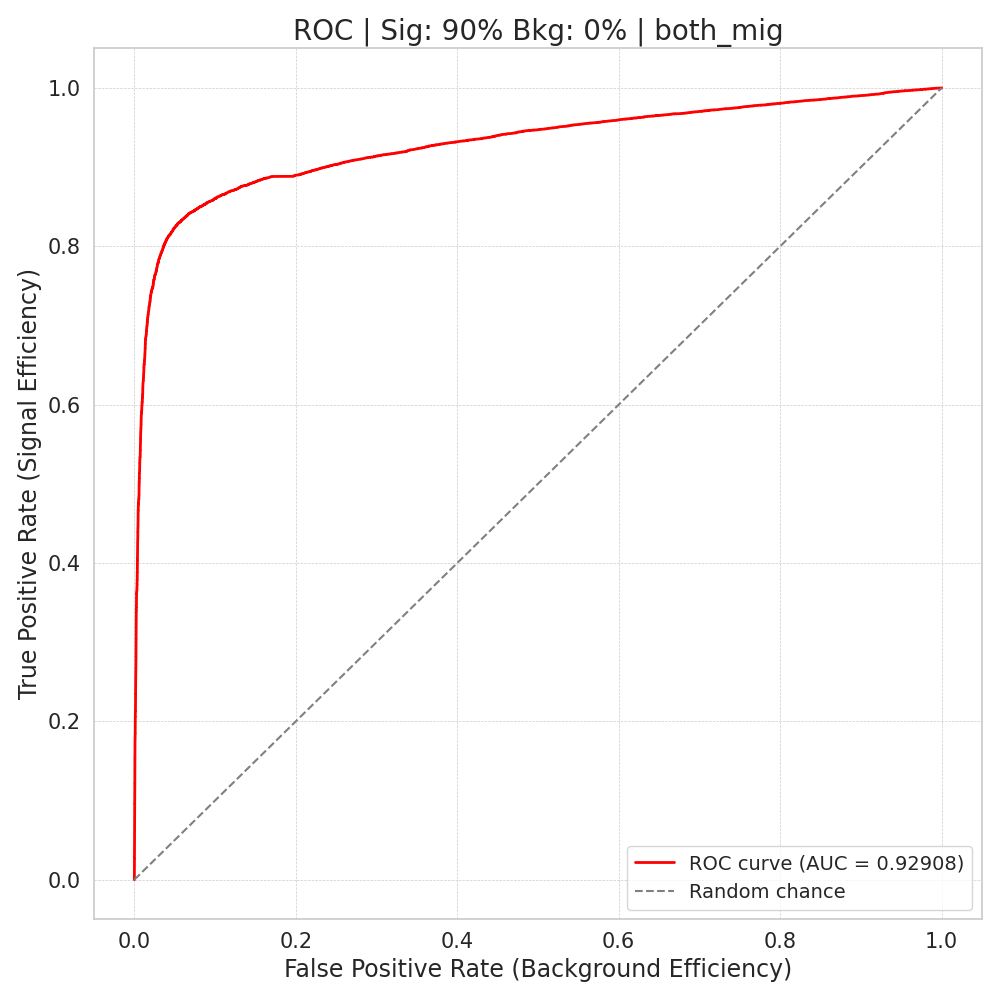 ROC | Sig: 90% Bkg: 0% | both_mig
True Positive Rate (Signal Efficiency)
1.0
0.8
0.6
0.4
0.2
0.0
ROC curve (AUC = 0.92908)
Random chance
0.0 0.2 0.4 0.6 0.8 1.0
False Positive Rate (Background Efficiency)